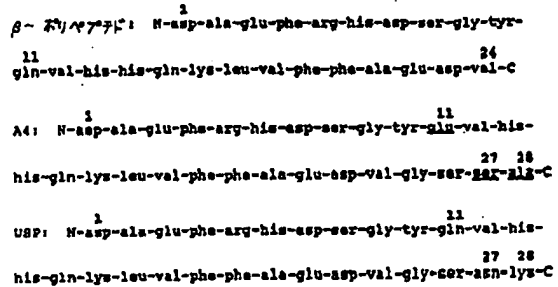 1
β- ポリペプチド: N-asp-ala-glu-phe-arg-his-asp-ser-gly-tyr-
11 24
gln-val-his-his-gln-lys-leu-val-phe-phe-ala-glu-asp-val-C
1 11
A4: N-asp-ala-glu-phe-arg-his-asp-ser-gly-tyr-glu-val-his-
27 28
his-gln-lys-leu-val-phe-phe-ala-glu-asp-val-gly-ser-ser-ala-C
1 11
USP: N-asp-ala-glu-phe-arg-his-asp-ser-gly-tyr-gln-val-his-
27 28
his-gln-lys-leu-val-phe-phe-ala-glu-asp-val-gly-ser-asn-lys-C